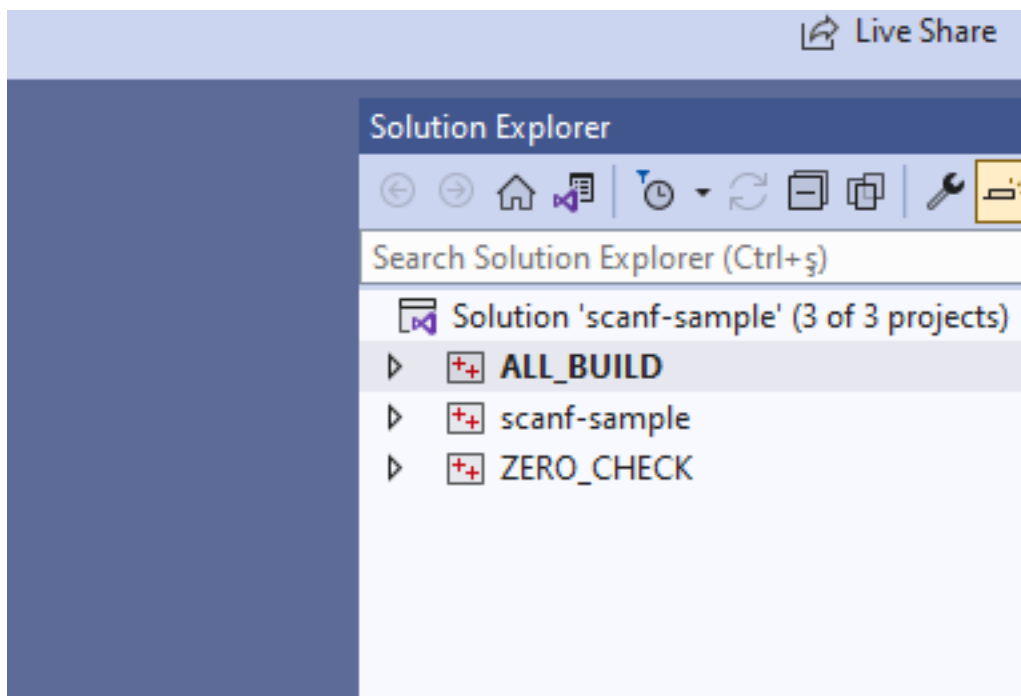 Live Share
Solution Explorer
Search Solution Explorer (Ctrl+ş)
Solution 'scanf-sample' (3 of 3 projects)
ALL_BUILD
scanf-sample
ZERO_CHECK